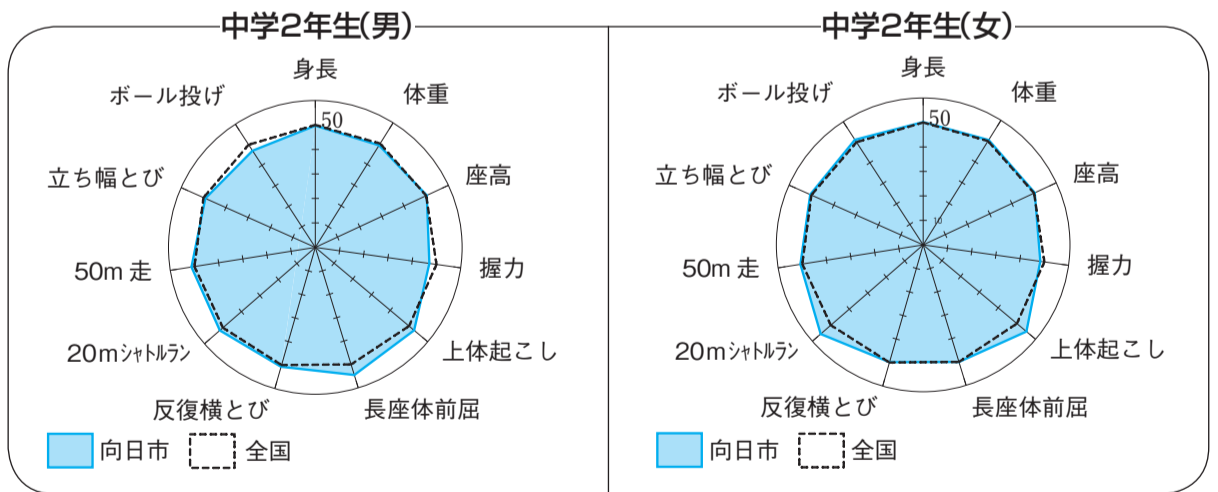 中学2年生(男)
身長
体重
座高
握力
上体起こし
長座体前屈
反復横とび
20mシャトルラン
50m 走
立ち幅とび
ボール投げ
50
向日市
全国
中学2年生(女)
身長
体重
座高
握力
上体起こし
長座体前屈
反復横とび
20mシャトルラン
50m 走
立ち幅とび
ボール投げ
50
10
向日市
全国